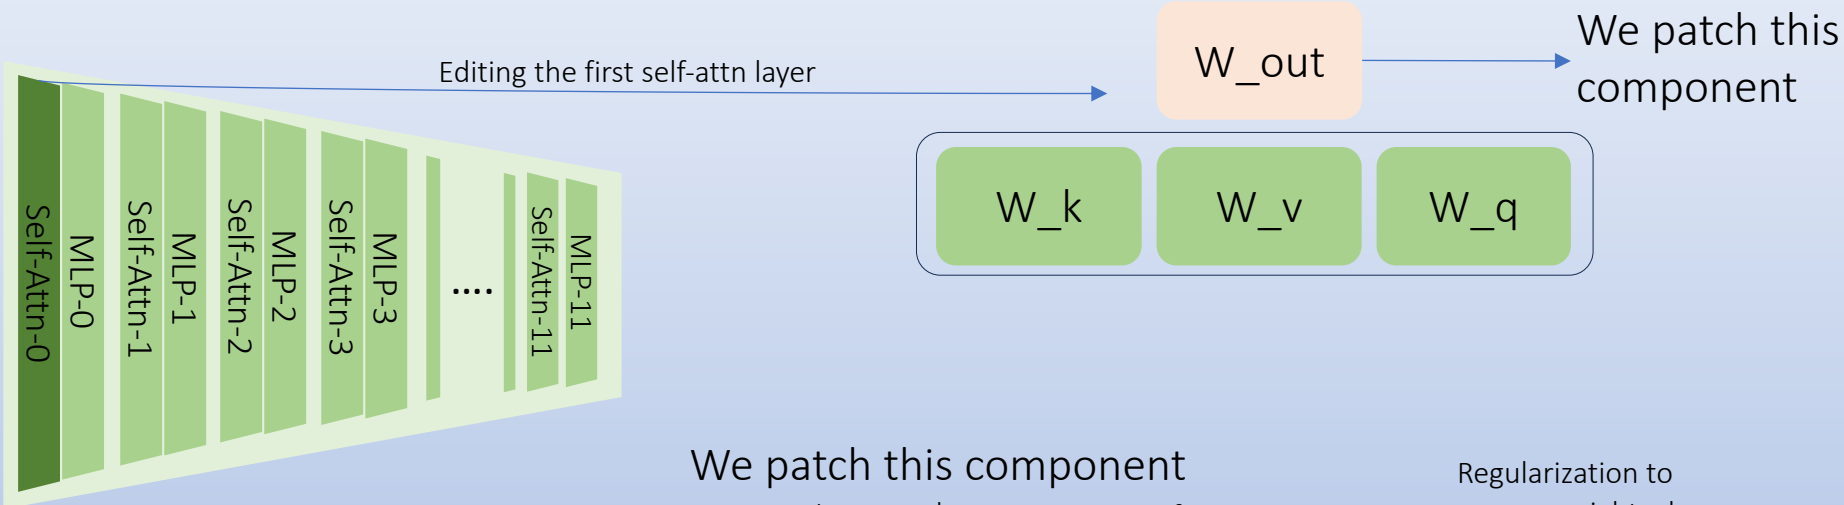 Editing the first self-attn layer
W_out
We patch this
component
W_k
W_v
W_q
Self-Attn-0
MLP-0
Self-Attn-1
MLP-1
Self-Attn-2
MLP-2
Self-Attn-3
MLP-3
....
Self-Attn-11
MLP-11
We patch this component
Regularization to